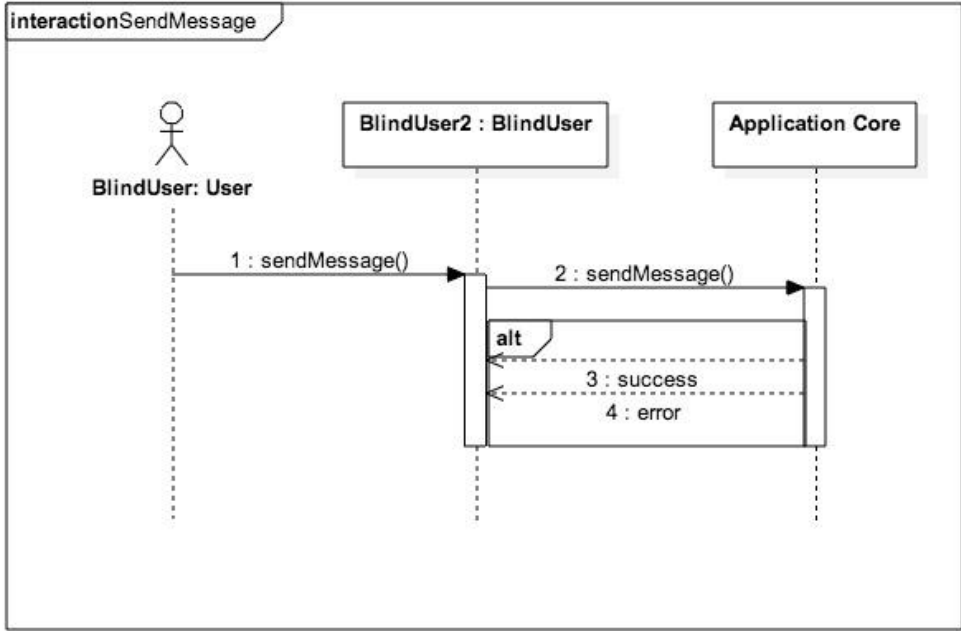 interactionSendMessage
BlindUser: User
BlindUser2 : BlindUser
Application Core
1 : sendMessage()
2 : sendMessage()
alt
3 : success
4 : error